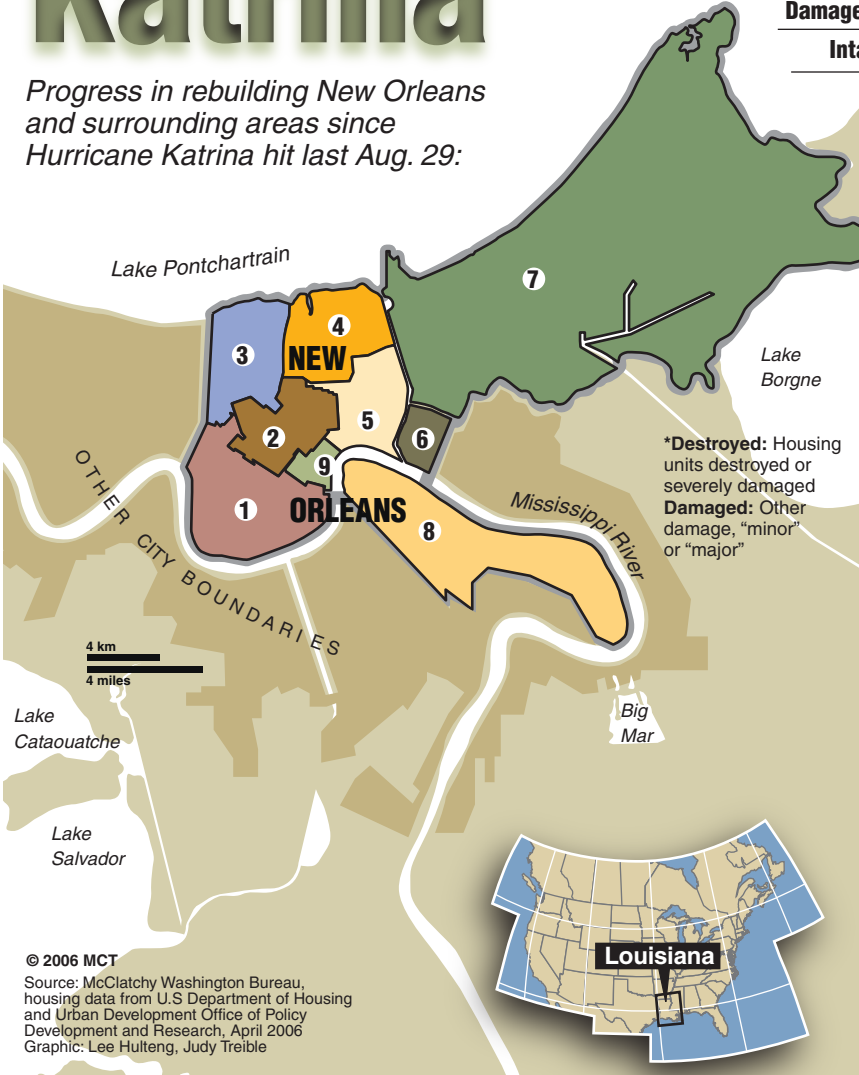 Katrina
Progress in rebuilding New Orleans
and surrounding areas since
Hurricane Katrina hit last Aug. 29:
Damage
Inta
Lake Pontchartrain
7
4
3
NEW
Lake
Borgne
5
2
6
9
1
ORLEANS
8
*Destroyed: Housing
units destroyed or
severely damaged
Damaged: Other
damage, “minor”
or “major”
Mississippi River
OTHER CITY BOUNDARIES
4 km
4 miles
Lake
Cataouatche
Big
Mar
Lake
Salvador
Louisiana
© 2006 MCT
Source: McClatchy Washington Bureau,
housing data from U.S Department of Housing
and Urban Development Office of Policy
Development and Research, April 2006
Graphic: Lee Hulteng, Judy Treible